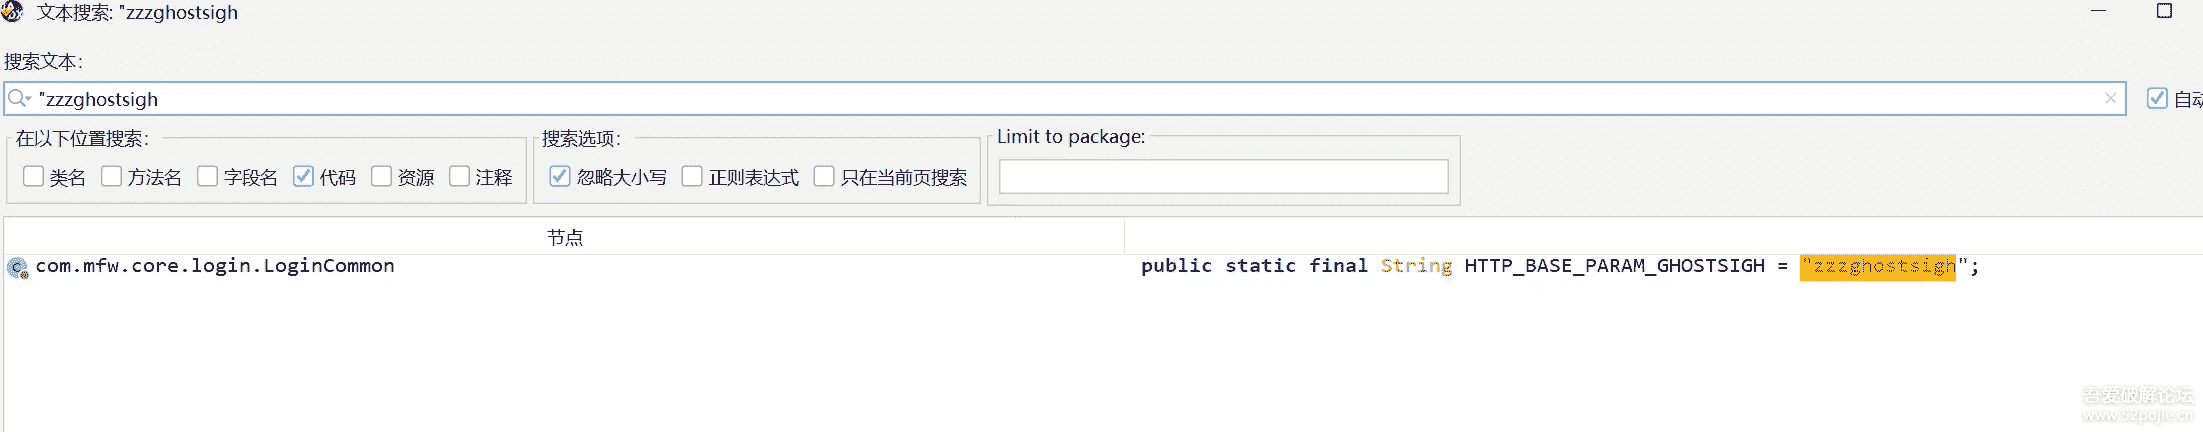 文本搜索: "zzzghostsigh
搜索文本:
"zzzghostsigh
自动
在以下位置搜索: 搜索选项: Limit to package:
类名 方法名 字段名 代码 资源 注释 忽略大小写 正则表达式 只在当前页搜索
节点
com.mfw.core.login.LoginCommon public static final String HTTP_BASE_PARAM_GHOSTSIGH = "zzzghostsigh";
吾爱破解论坛
www.52pojie.cn